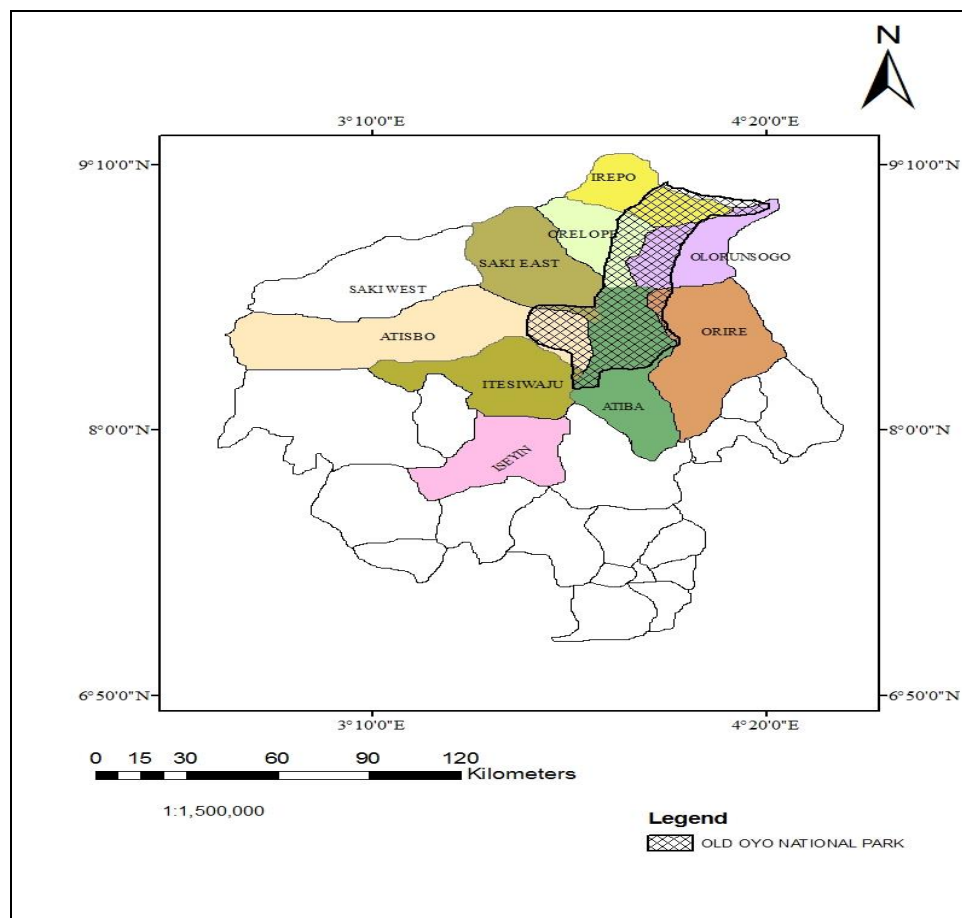 N
3°10'0"E 4°20'0"E
9°10'0"N 9°10'0"N
IREPO
ORELOPE
OLORUNSOGO
SAKI EAST
SAKI WEST
ATISBO
ORIRE
ITESIWAJU
ATIBA
8°0'0"N 8°0'0"N
ISEYIN
6°50'0"N 6°50'0"N
3°10'0"E 4°20'0"E
0 15 30 60 90 120
Kilometers
1:1,500,000
Legend
OLD OYO NATIONAL PARK